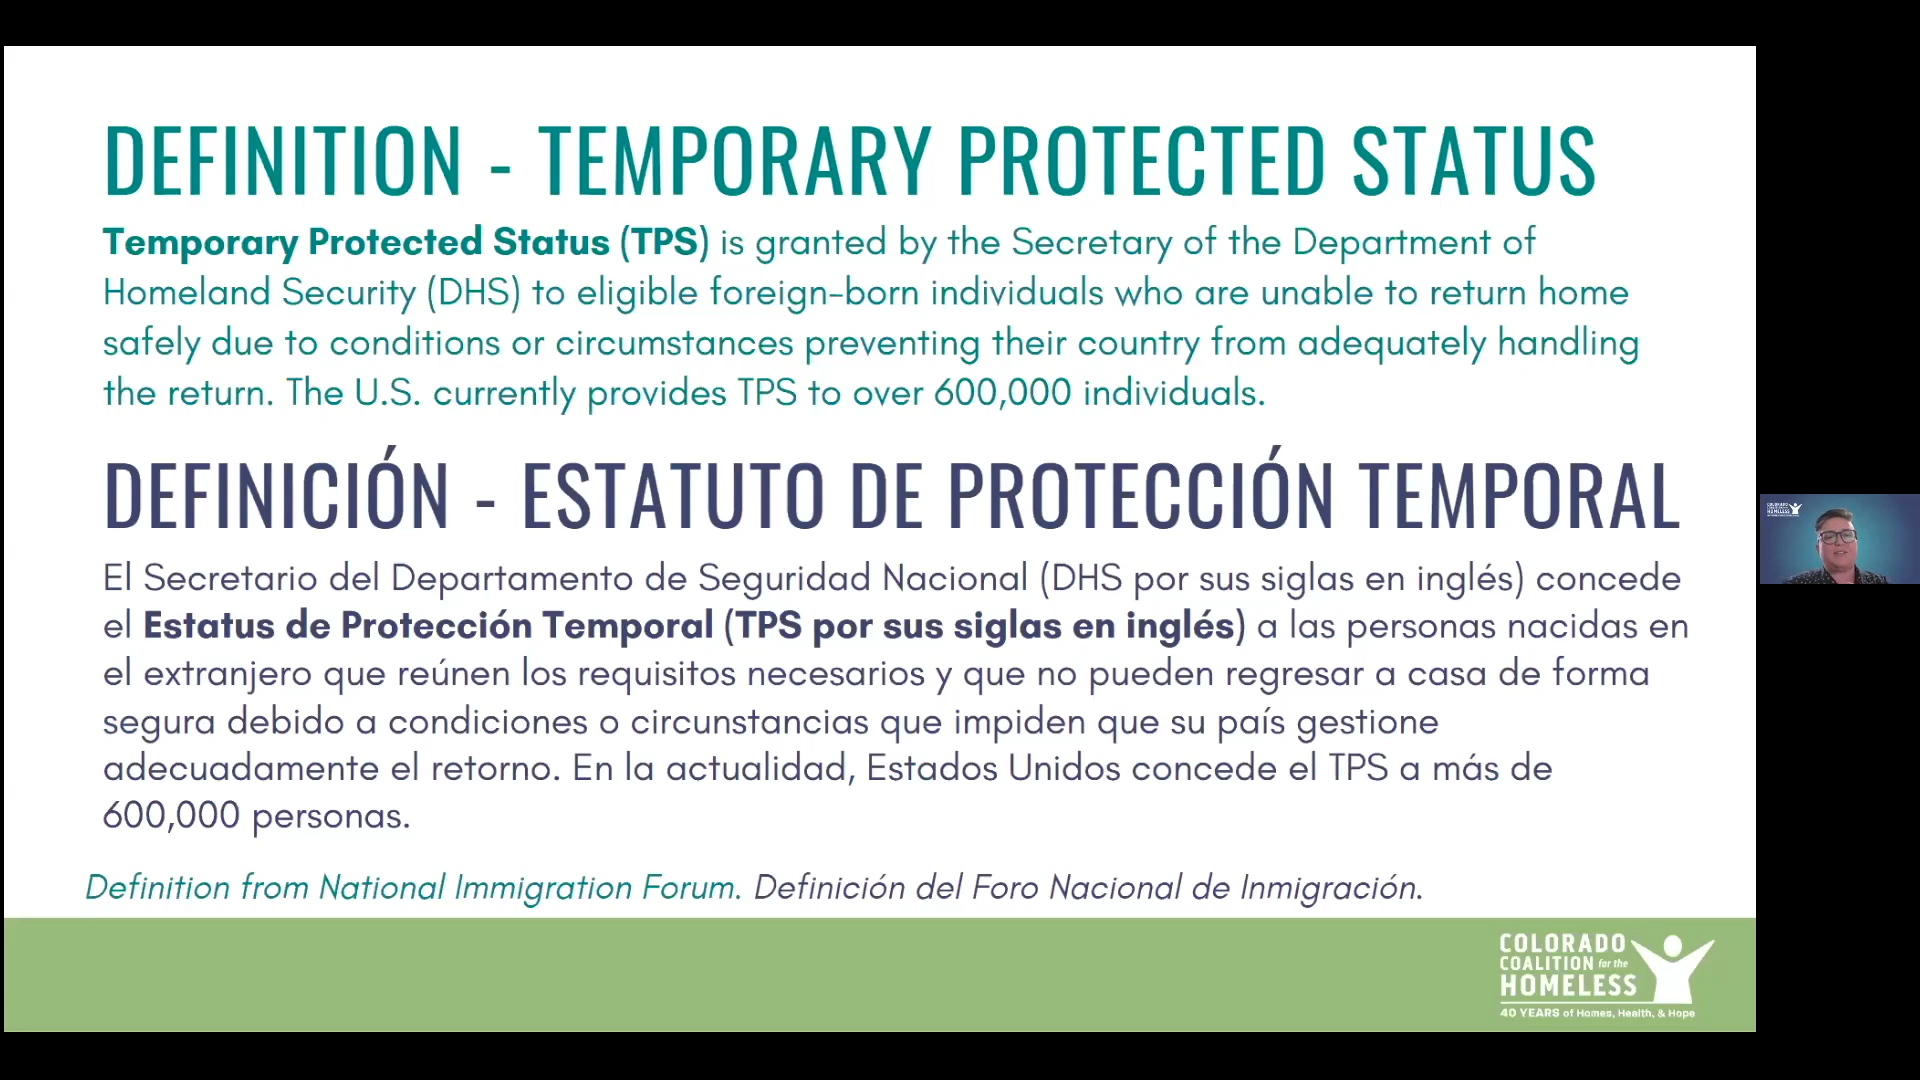 DEFINITION - TEMPORARY PROTECTED STATUS
Temporary Protected Status (TPS) is granted by the Secretary of the Department of
Homeland Security (DHS) to eligible foreign-born individuals who are unable to return home
safely due to conditions or circumstances preventing their country from adequately handling
the return. The U.S. currently provides TPS to over 600,000 individuals.
DEFINICIÓN - ESTATUTO DE PROTECCIÓN TEMPORAL
El Secretario del Departamento de Seguridad Nacional (DHS por sus siglas en inglés) concede
el Estatus de Protección Temporal (TPS por sus siglas en inglés) a las personas nacidas en
el extranjero que reúnen los requisitos necesarios y que no pueden regresar a casa de forma
segura debido a condiciones o circunstancias que impiden que su país gestione
adecuadamente el retorno. En la actualidad, Estados Unidos concede el TPS a más de
600,000 personas.
Definition from National Immigration Forum. Definición del Foro Nacional de Inmigración.
COLORADO
COALITION for the
HOMELESS
40 YEARS of Homes, Health, & Hope
COLORADO
HOMELESS